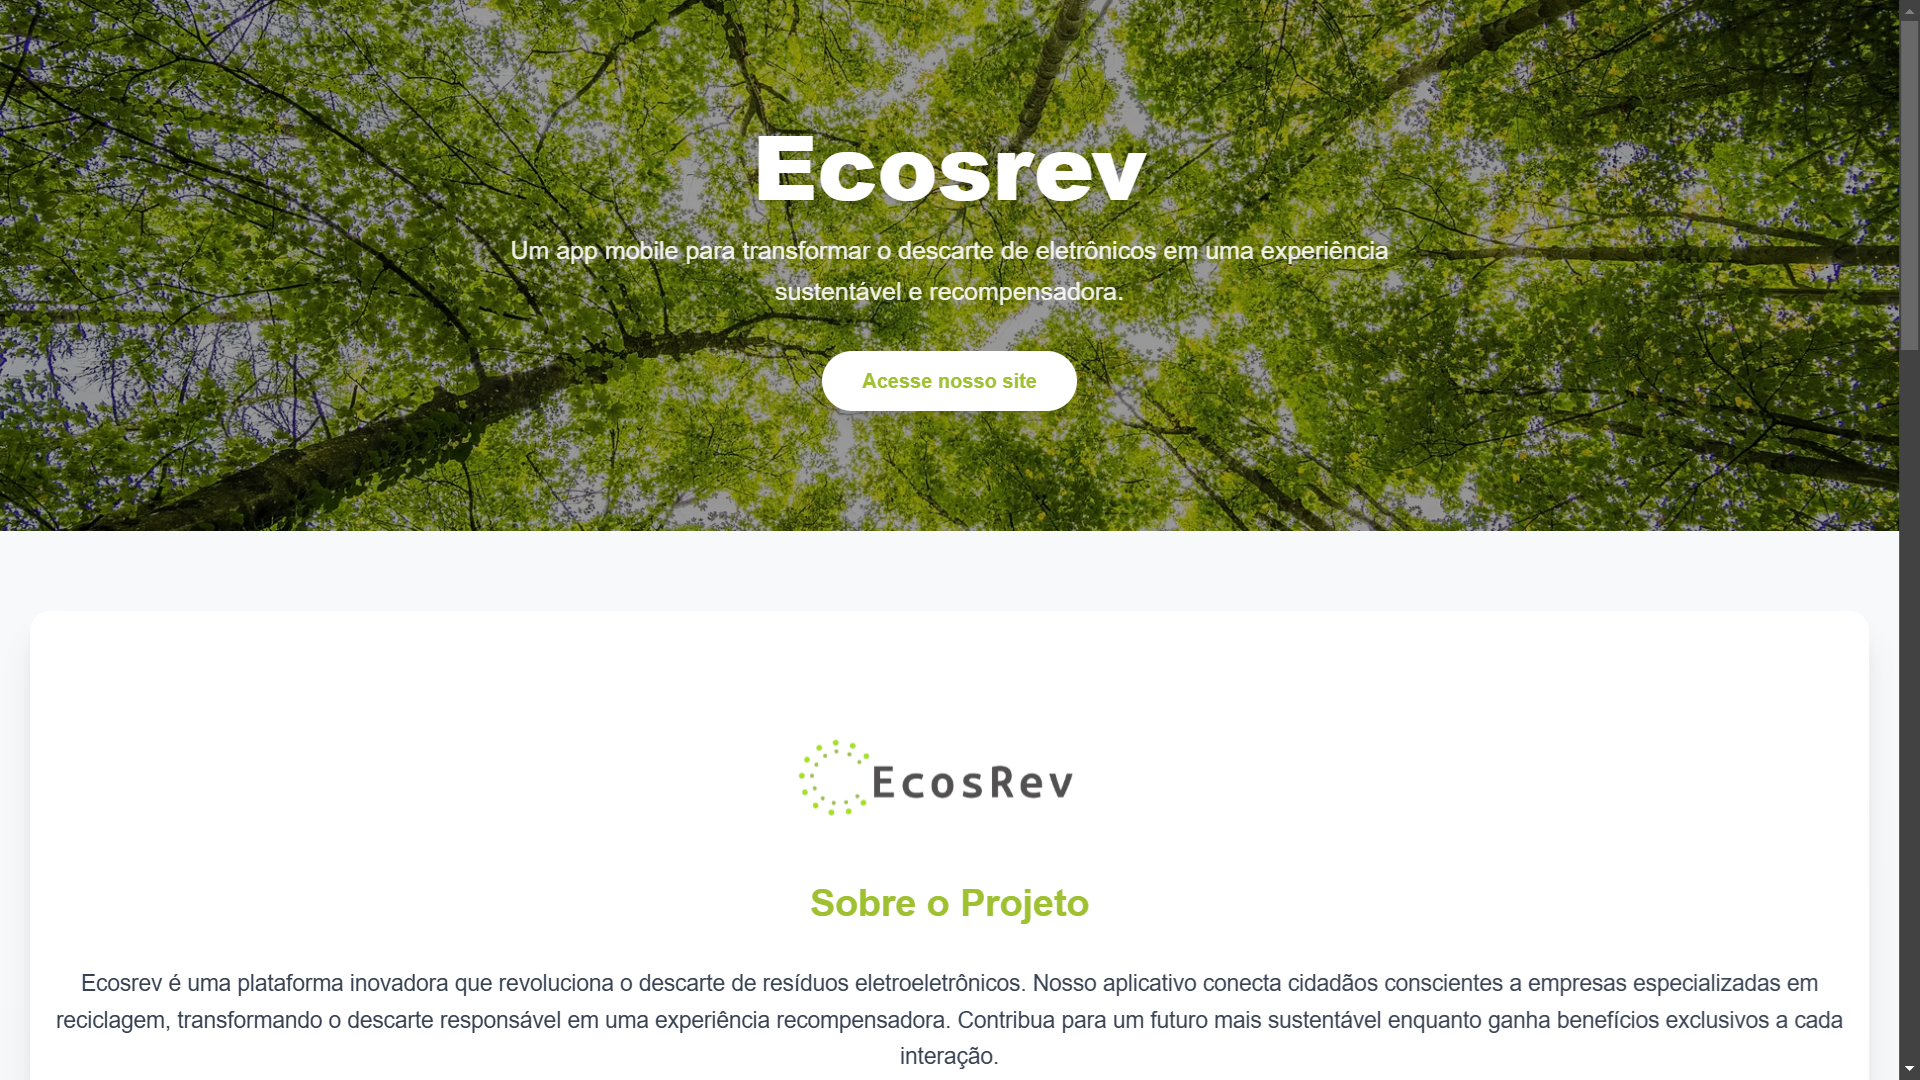 Ecosrev
Um app mobile para transformar o descarte de eletrônicos em uma experiência
sustentável e recompensadora.
Acesse nosso site
EcosRev
Sobre o Projeto
Ecosrev é uma plataforma inovadora que revoluciona o descarte de resíduos eletroeletrônicos. Nosso aplicativo conecta cidadãos conscientes a empresas especializadas em
reciclagem, transformando o descarte responsável em uma experiência recompensadora. Contribua para um futuro mais sustentável enquanto ganha benefícios exclusivos a cada
interação.